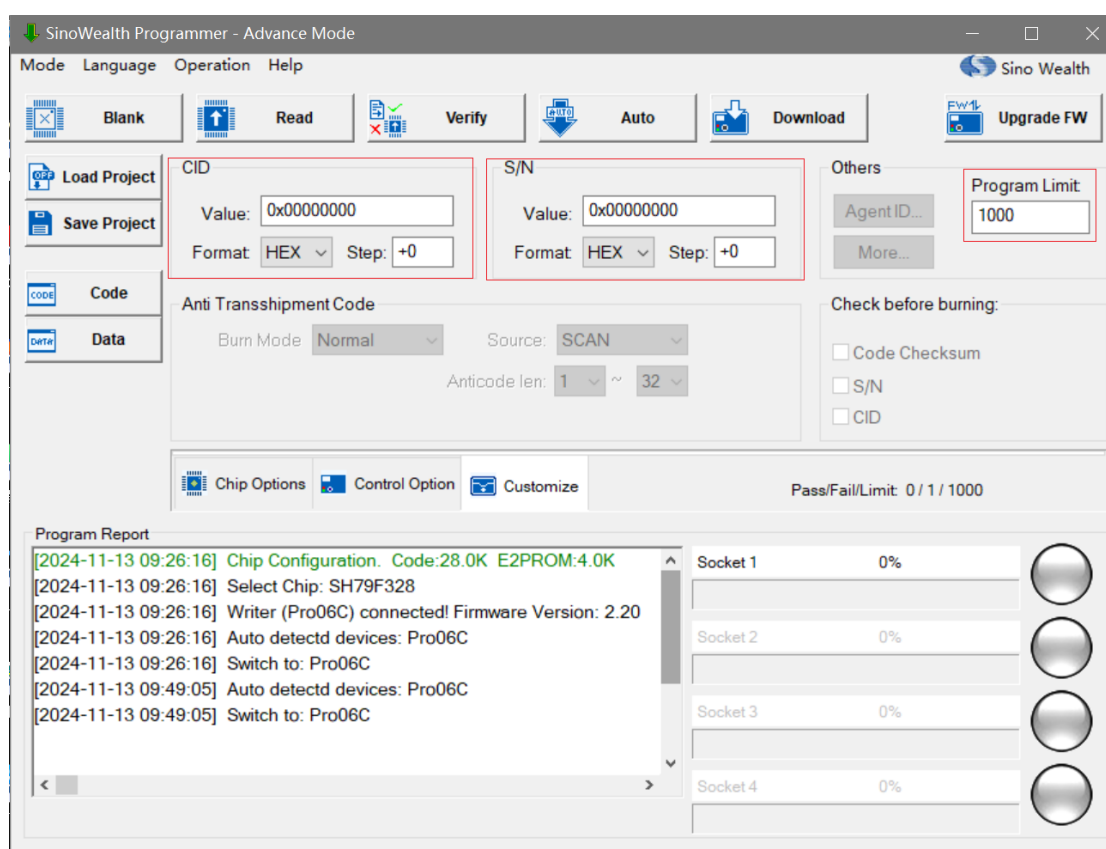 SinoWealth Programmer - Advance Mode
Mode Language Operation Help
Sino Wealth
Blank Read Verify Auto Download Upgrade FW
Load Project
Save Project
Code
Data
CID
Value: 0x00000000
Format: HEX Step: +0
S/N
Value: 0x00000000
Format: HEX Step: +0
Others
Agent ID...
More...
Program Limit:
1000
Anti Transshipment Code
Burn Mode Normal Source: SCAN
Anticode len: 1 ~ 32
Check before burning:
Code Checksum
S/N
CID
Chip Options Control Option Customize
Pass/Fail/Limit: 0 / 1 / 1000
Program Report
[2024-11-13 09:26:16] Chip Configuration. Code:28.0K E2PROM:4.0K
[2024-11-13 09:26:16] Select Chip: SH79F328
[2024-11-13 09:26:16] Writer (Pro06C) connected! Firmware Version: 2.20
[2024-11-13 09:26:16] Auto detectd devices: Pro06C
[2024-11-13 09:26:16] Switch to: Pro06C
[2024-11-13 09:49:05] Auto detectd devices: Pro06C
[2024-11-13 09:49:05] Switch to: Pro06C
Socket 1 0%
Socket 2 0%
Socket 3 0%
Socket 4 0%